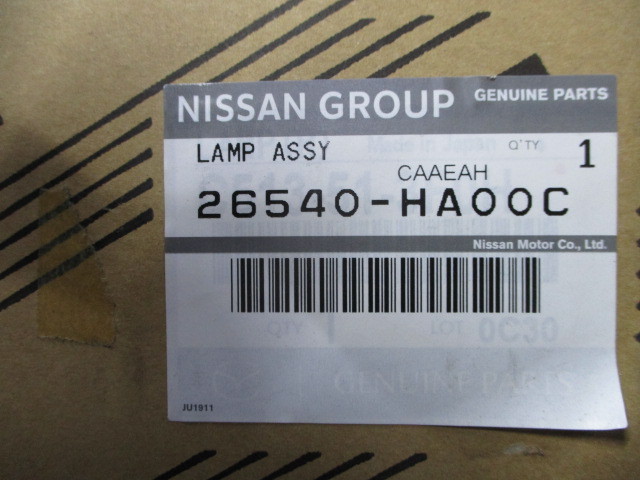 NISSAN GROUP GENUINE PARTS
LAMP ASSY Q'TY 1
CAAEAH
26540-HA00C
Nissan Motor Co., Ltd.
QTY LOT 0C30
GENUINE PARTS
JU1911